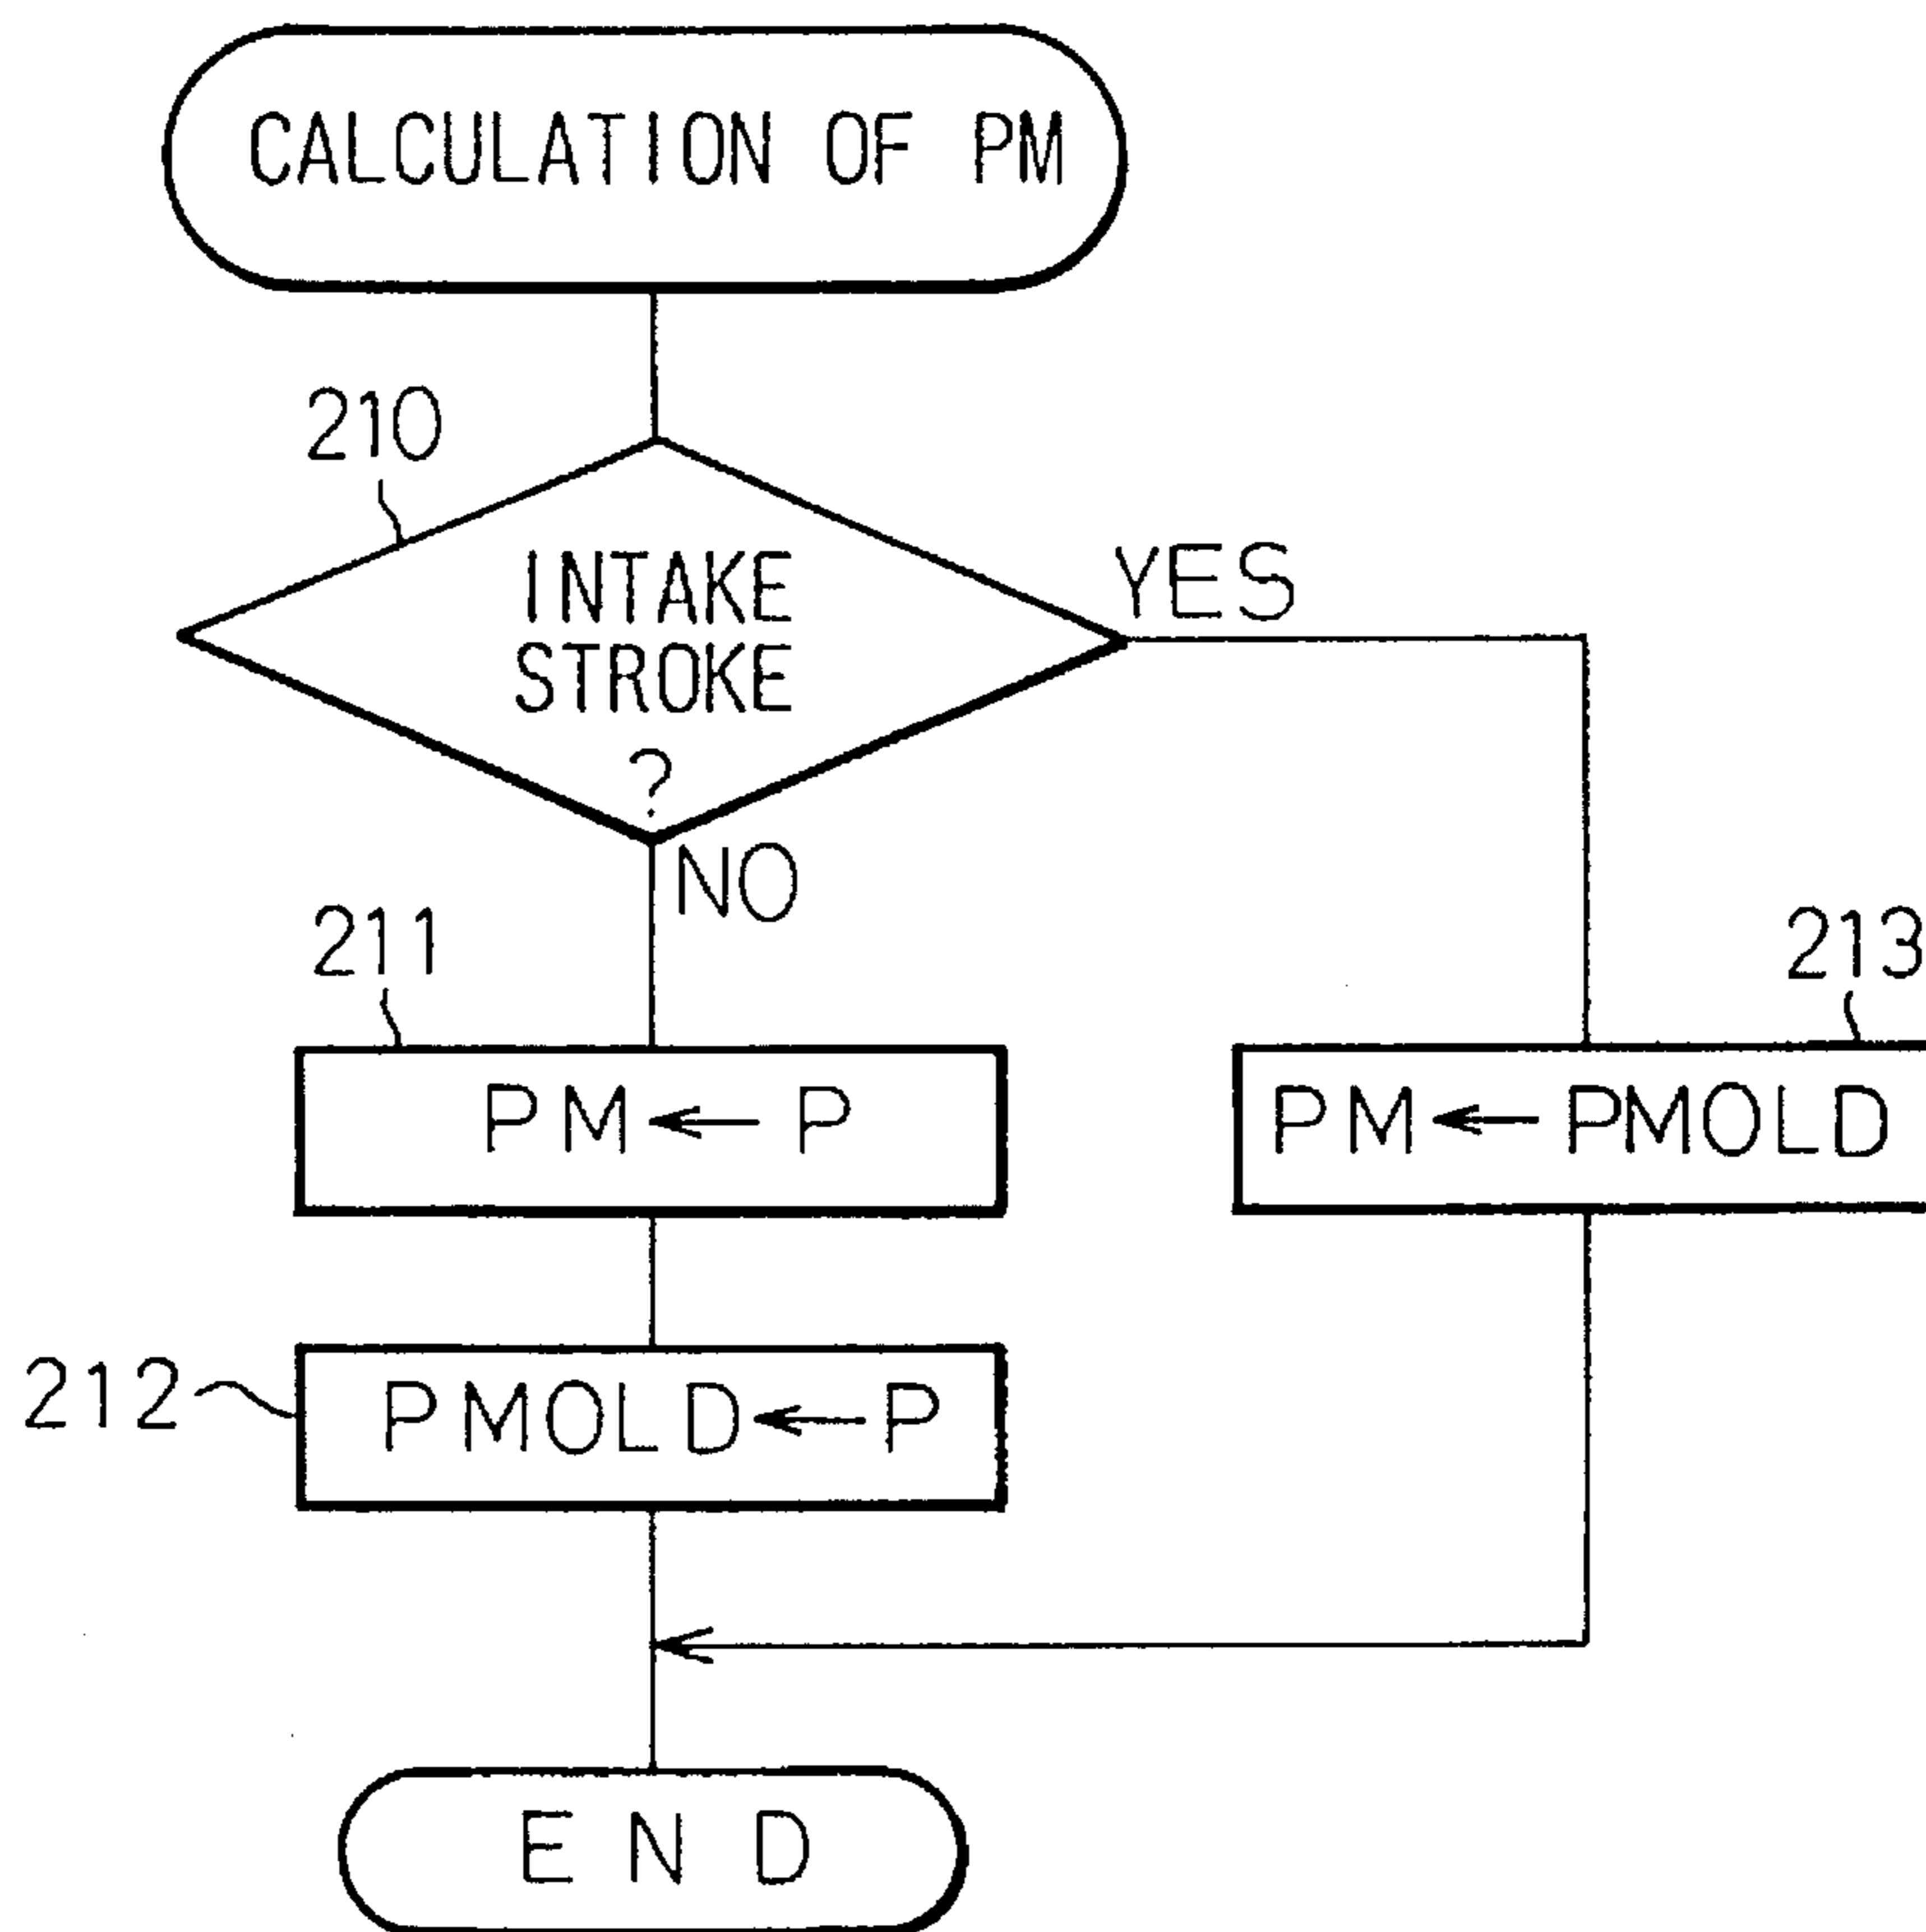 CALCULATION OF PM
210
INTAKE
STROKE
?
YES
NO
211
213
PM ← P
PM ← PMOLD
212
PMOLD ← P
END